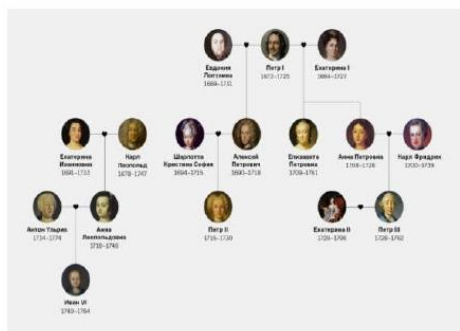 Евдокия
Лопухина
1669–1731
Петр I
1672–1725
Екатерина I
1684–1727
Екатерина
Иоанновна
1691–1733
Карл
Леопольд
1678–1747
Шарлотта
Кристина София
1694–1715
Алексей
Петрович
1690–1718
Елизавета
Петровна
1709–1761
Анна Петровна
1708–1728
Карл Фридрих
1700–1739
Антон Ульрих
1714–1774
Анна
Леопольдовна
1718–1746
Петр II
1715–1730
Екатерина II
1729–1796
Петр III
1728–1762
Иван VI
1740–1764